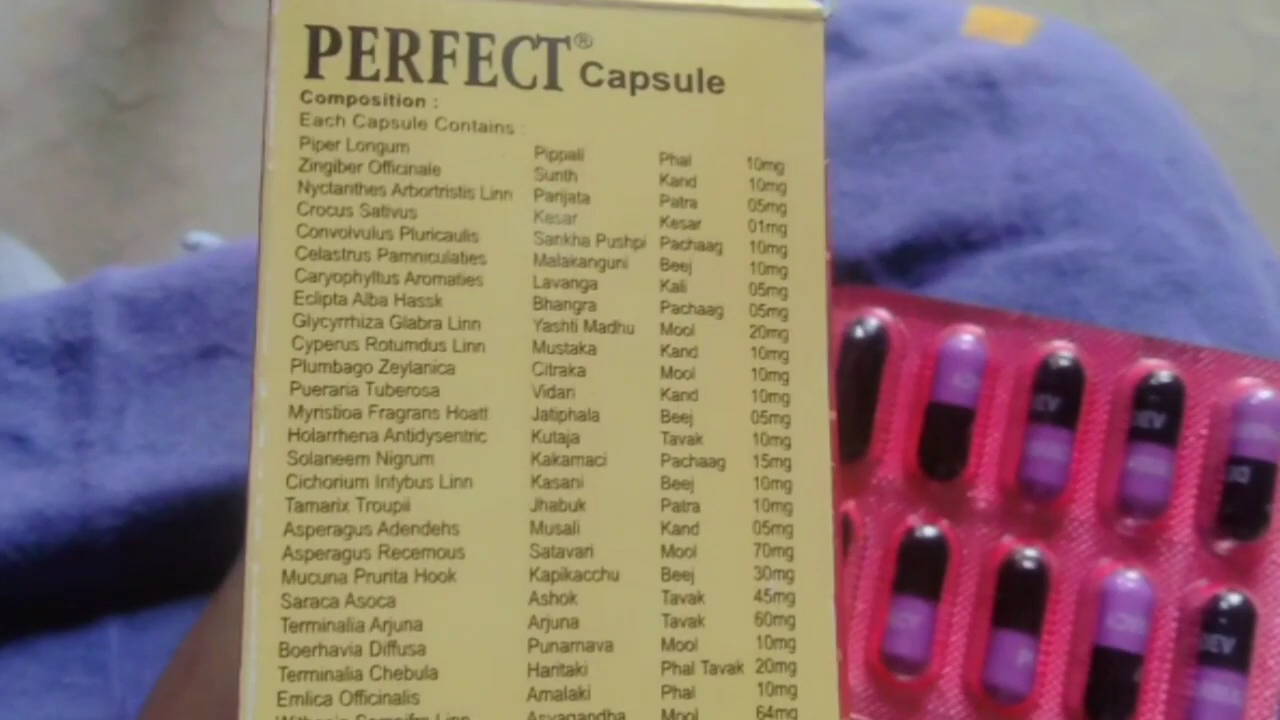 PERFECT® Capsule
Composition :
Each Capsule Contains :
Piper Longum Pippali Phal 10mg
Zingiber Officinale Sunth Kand 10mg
Nyctanthes Arbortristis Linn Parijata Patra 05mg
Crocus Sativus Kesar Kesar 01mg
Convolvulus Pluricaulis Sankha Pushpi Pachaag 10mg
Celastrus Pamniculaties Malakanguni Beej 10mg
Caryophyltus Aromaties Lavanga Kali 05mg
Eclipta Alba Hassk Bhangra Pachaag 05mg
Glycyrrhiza Glabra Linn Yashti Madhu Mool 20mg
Cyperus Rotumdus Linn Mustaka Kand 10mg
Plumbago Zeylanica Citraka Mool 10mg
Pueraria Tuberosa Vidari Kand 10mg
Myristioa Fragrans Hoatt Jatiphala Beej 05mg
Holarrhena Antidysentric Kutaja Tavak 10mg
Solaneem Nigrum Kakamaci Pachaag 15mg
Cichorium Intybus Linn Kasani Beej 10mg
Tamarix Troupii Jhabuk Patra 10mg
Asperagus Adendehs Musali Kand 05mg
Asperagus Recemous Satavari Mool 70mg
Mucuna Prurita Hook Kapikacchu Beej 30mg
Saraca Asoca Ashok Tavak 45mg
Terminalia Arjuna Arjuna Tavak 60mg
Boerhavia Diffusa Punarnava Mool 10mg
Terminalia Chebula Haritaki Phal Tavak 20mg
Emlica Officinalis Amalaki Phal 10mg
Linn Asvagandha Mool 64mg
DEV